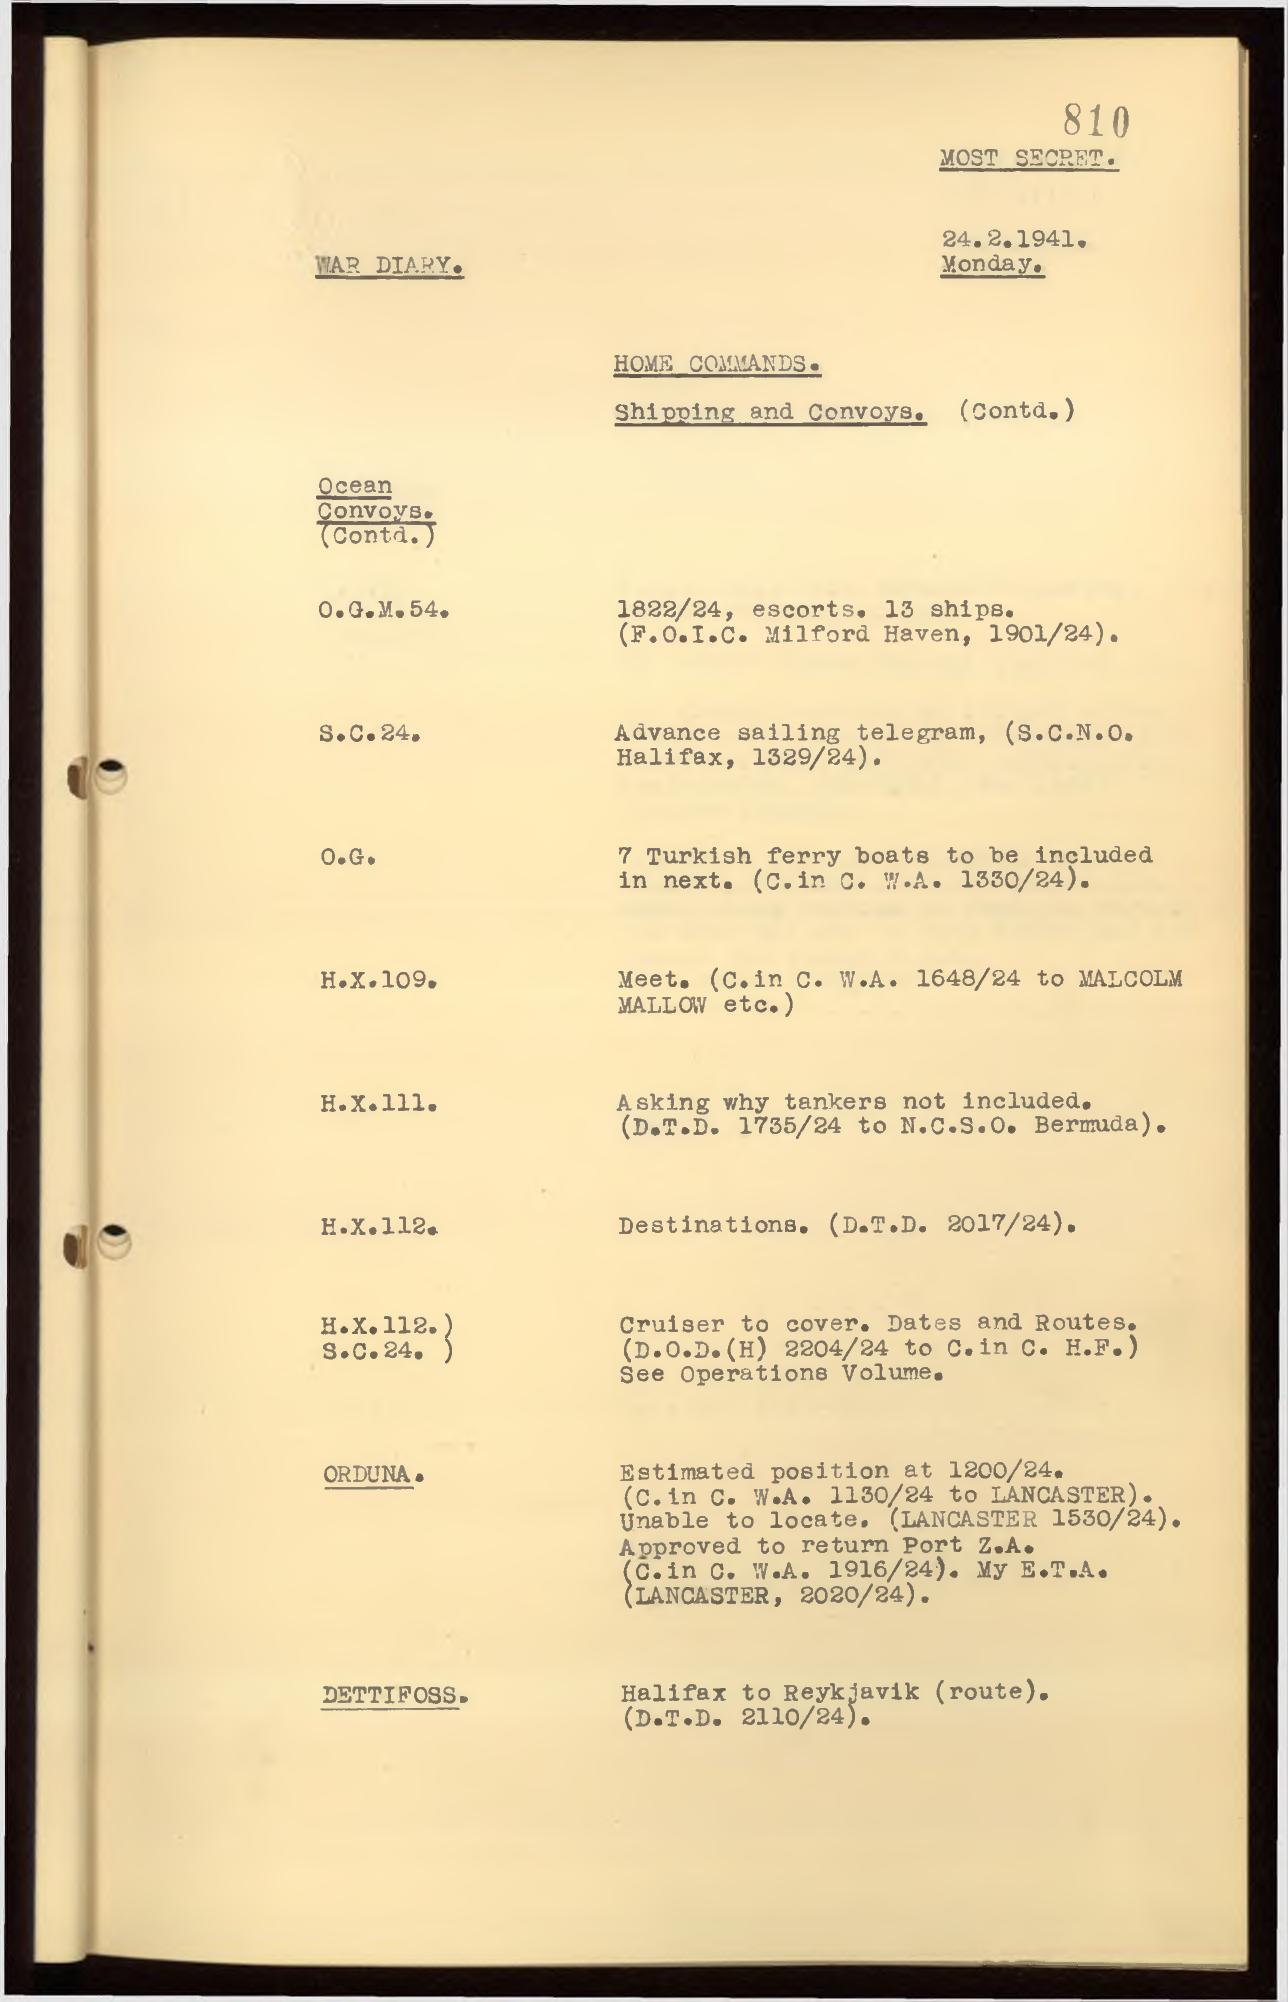 810
MOST SECRET.
24.2.1941.
WAR DIARY. Monday.
HOME COMMANDS.
Shipping and Convoys. (Contd.)
Ocean
Convoys.
(Contd.)
O.G.M.54. 1822/24, escorts. 13 ships.
(F.O.I.C. Milford Haven, 1901/24).
S.C.24. Advance sailing telegram, (S.C.N.O.
Halifax, 1329/24).
O.G. 7 Turkish ferry boats to be included
in next. (C.in C. W.A. 1330/24).
H.X.109. Meet. (C.in C. W.A. 1648/24 to MALCOLM
MALLOW etc.)
H.X.111. Asking why tankers not included.
(D.T.D. 1735/24 to N.C.S.O. Bermuda).
H.X.112. Destinations. (D.T.D. 2017/24).
H.X.112.) Cruiser to cover. Dates and Routes.
S.C.24. ) (D.O.D.(H) 2204/24 to C.in C. H.F.)
See Operations Volume.
ORDUNA. Estimated position at 1200/24.
(C.in C. W.A. 1130/24 to LANCASTER).
Unable to locate. (LANCASTER 1530/24).
Approved to return Port Z.A.
(C.in C. W.A. 1916/24). My E.T.A.
(LANCASTER, 2020/24).
DETTIFOSS. Halifax to Reykjavik (route).
(D.T.D. 2110/24).